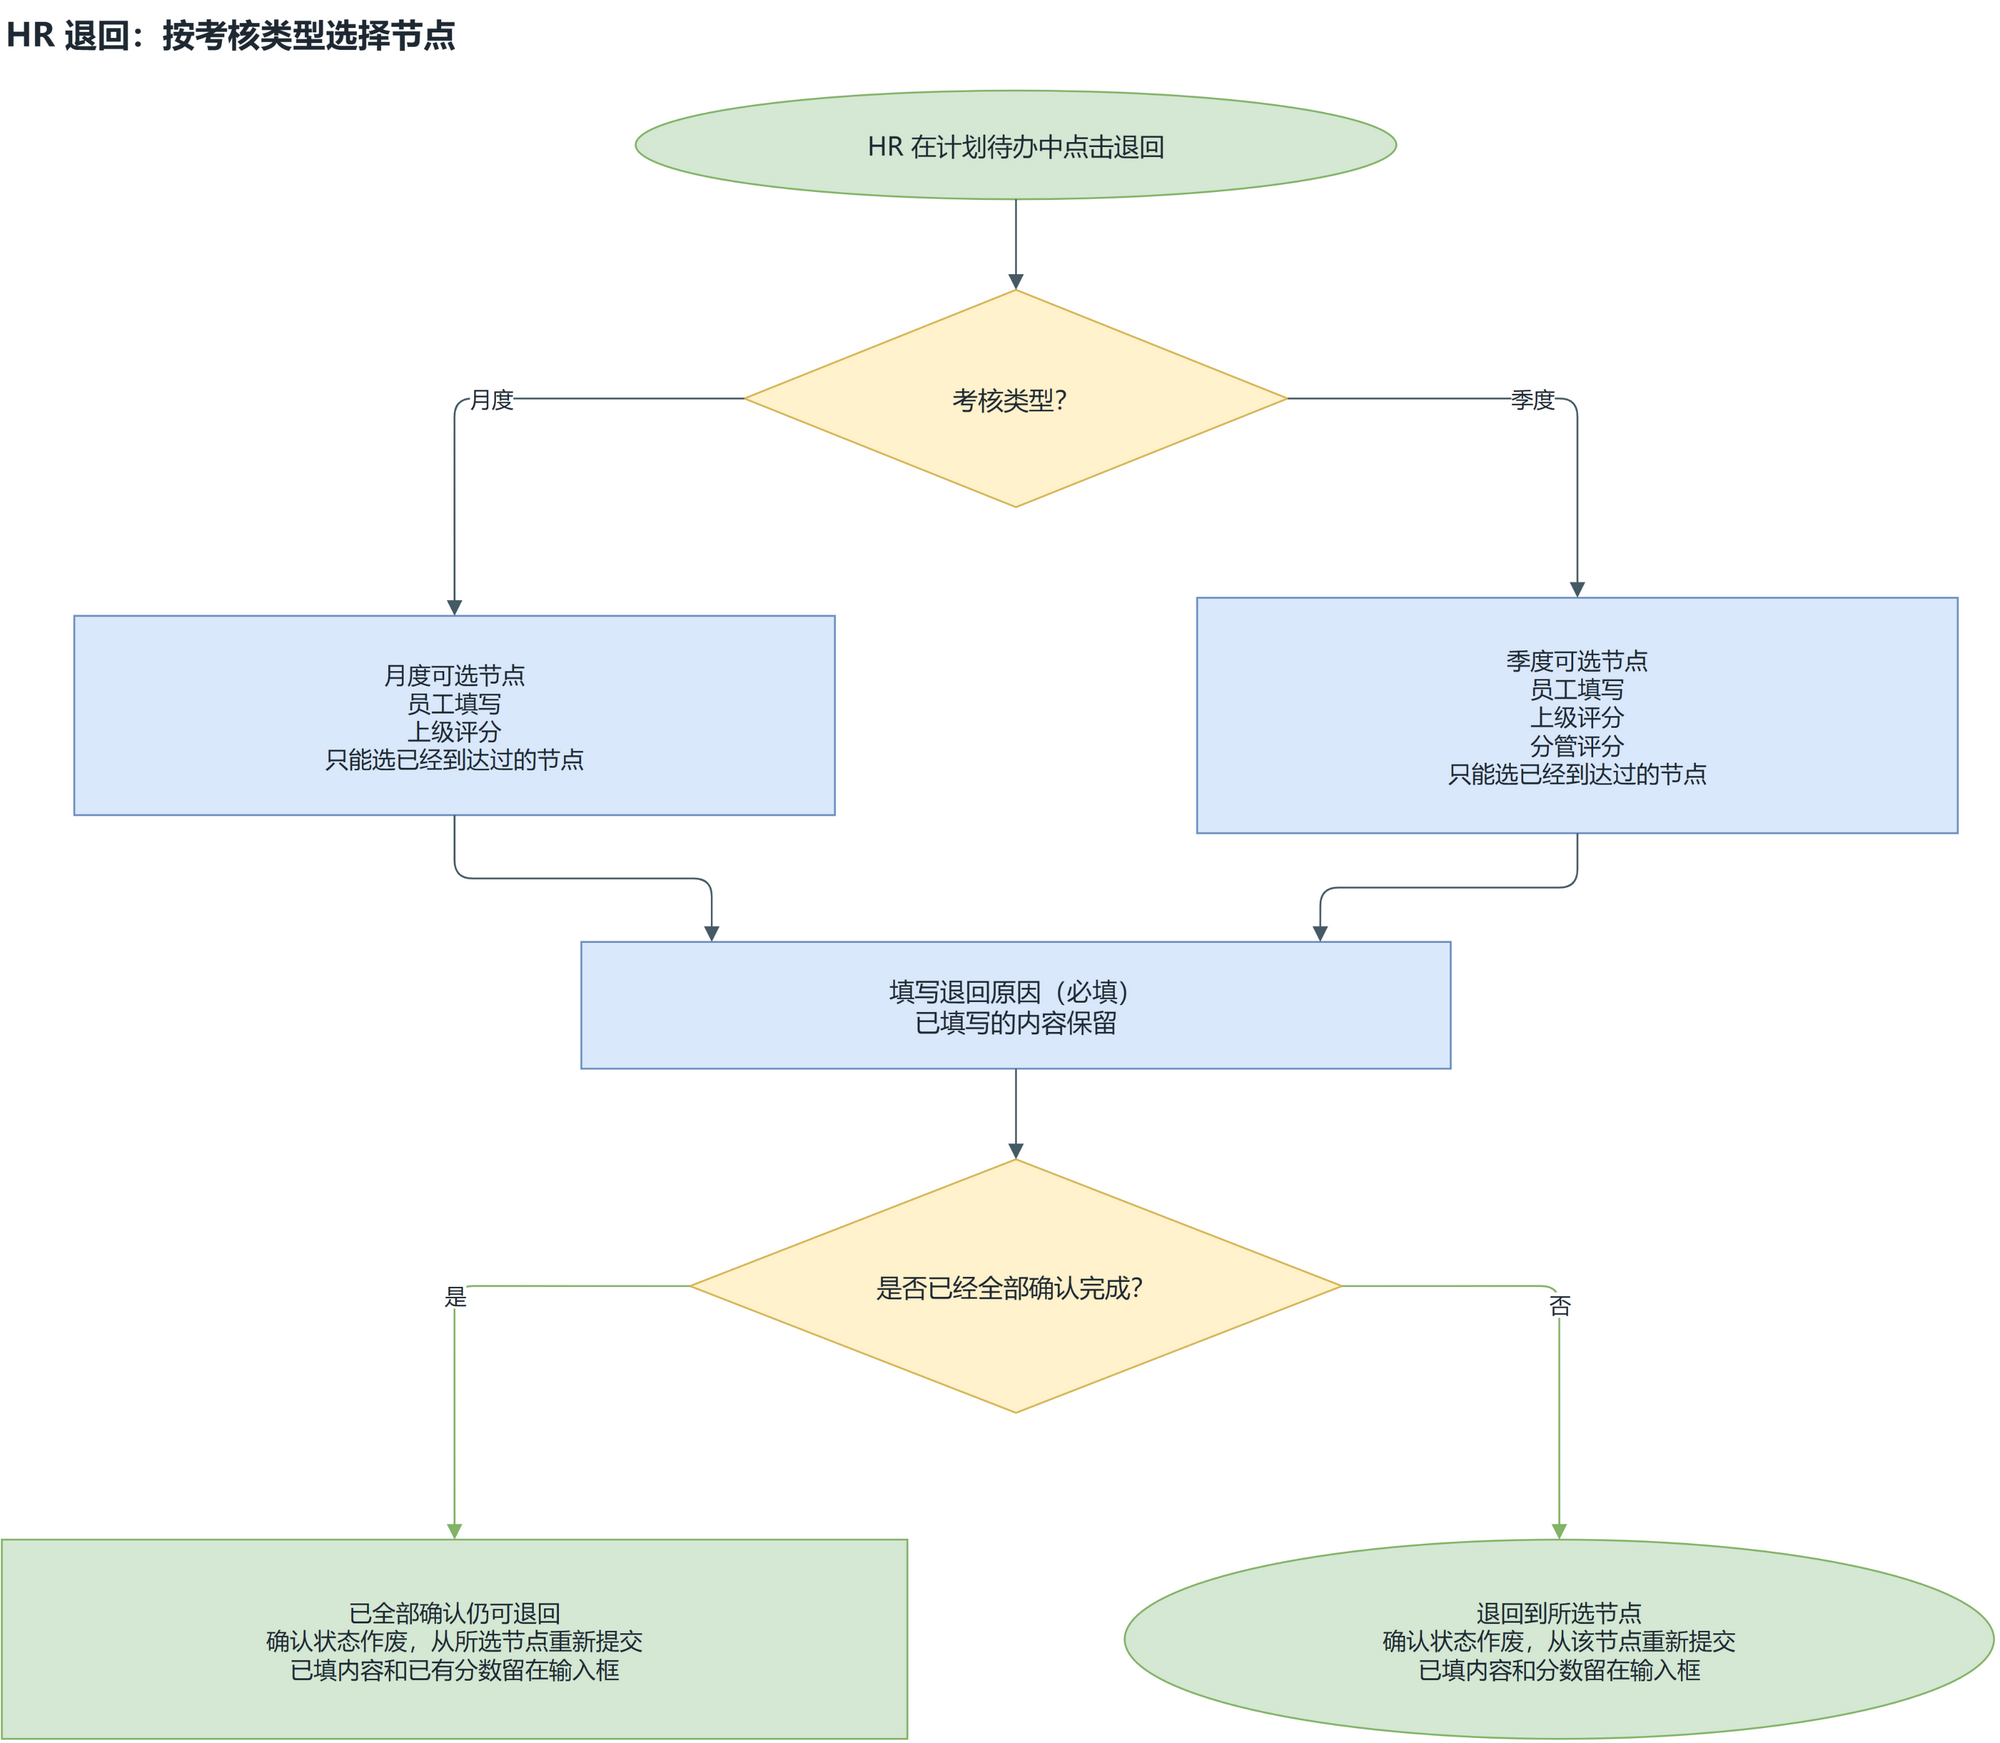 HR 退回：按考核类型选择节点
HR 在计划待办中点击退回
考核类型？
月度
季度
月度可选节点
员工填写
上级评分
只能选已经到达过的节点
季度可选节点
员工填写
上级评分
分管评分
只能选已经到达过的节点
填写退回原因（必填）
已填写的内容保留
是否已经全部确认完成？
是
否
已全部确认仍可退回
确认状态作废，从所选节点重新提交
已填内容和已有分数留在输入框
退回到所选节点
确认状态作废，从该节点重新提交
已填内容和分数留在输入框